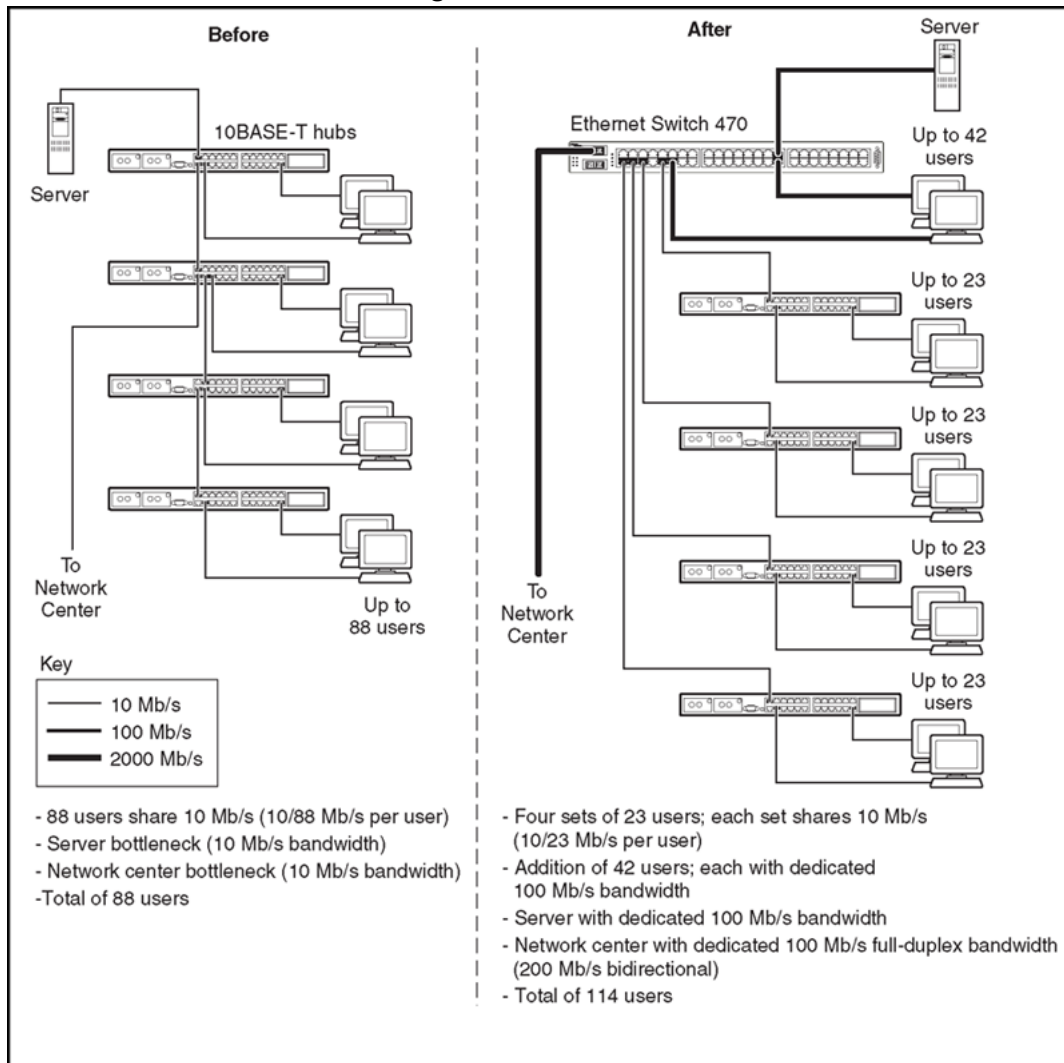 Before
Server
10BASE-T hubs
To
Network
Center
Up to
88 users
Key
10 Mb/s
100 Mb/s
2000 Mb/s
- 88 users share 10 Mb/s (10/88 Mb/s per user)
- Server bottleneck (10 Mb/s bandwidth)
- Network center bottleneck (10 Mb/s bandwidth)
-Total of 88 users
After
Server
Ethernet Switch 470
Up to 42
users
Up to 23
users
Up to 23
users
Up to 23
users
Up to 23
users
To
Network
Center
- Four sets of 23 users; each set shares 10 Mb/s
(10/23 Mb/s per user)
- Addition of 42 users; each with dedicated
100 Mb/s bandwidth
- Server with dedicated 100 Mb/s bandwidth
- Network center with dedicated 100 Mb/s full-duplex bandwidth
(200 Mb/s bidirectional)
- Total of 114 users